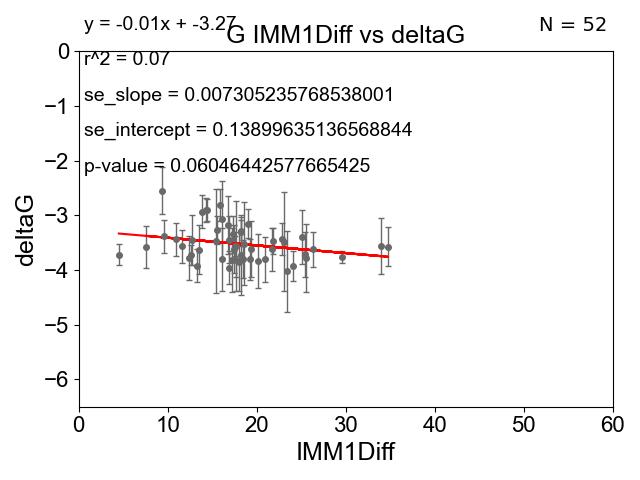 y = -0.01x + -3.27
N = 52
G IMM1Diff vs deltaG
r^2 = 0.07
se_slope = 0.007305235768538001
se_intercept = 0.13899635136568844
p-value = 0.06046442577665425
0
−1
−2
−3
−4
−5
−6
deltaG
0 10 20 30 40 50 60
IMM1Diff